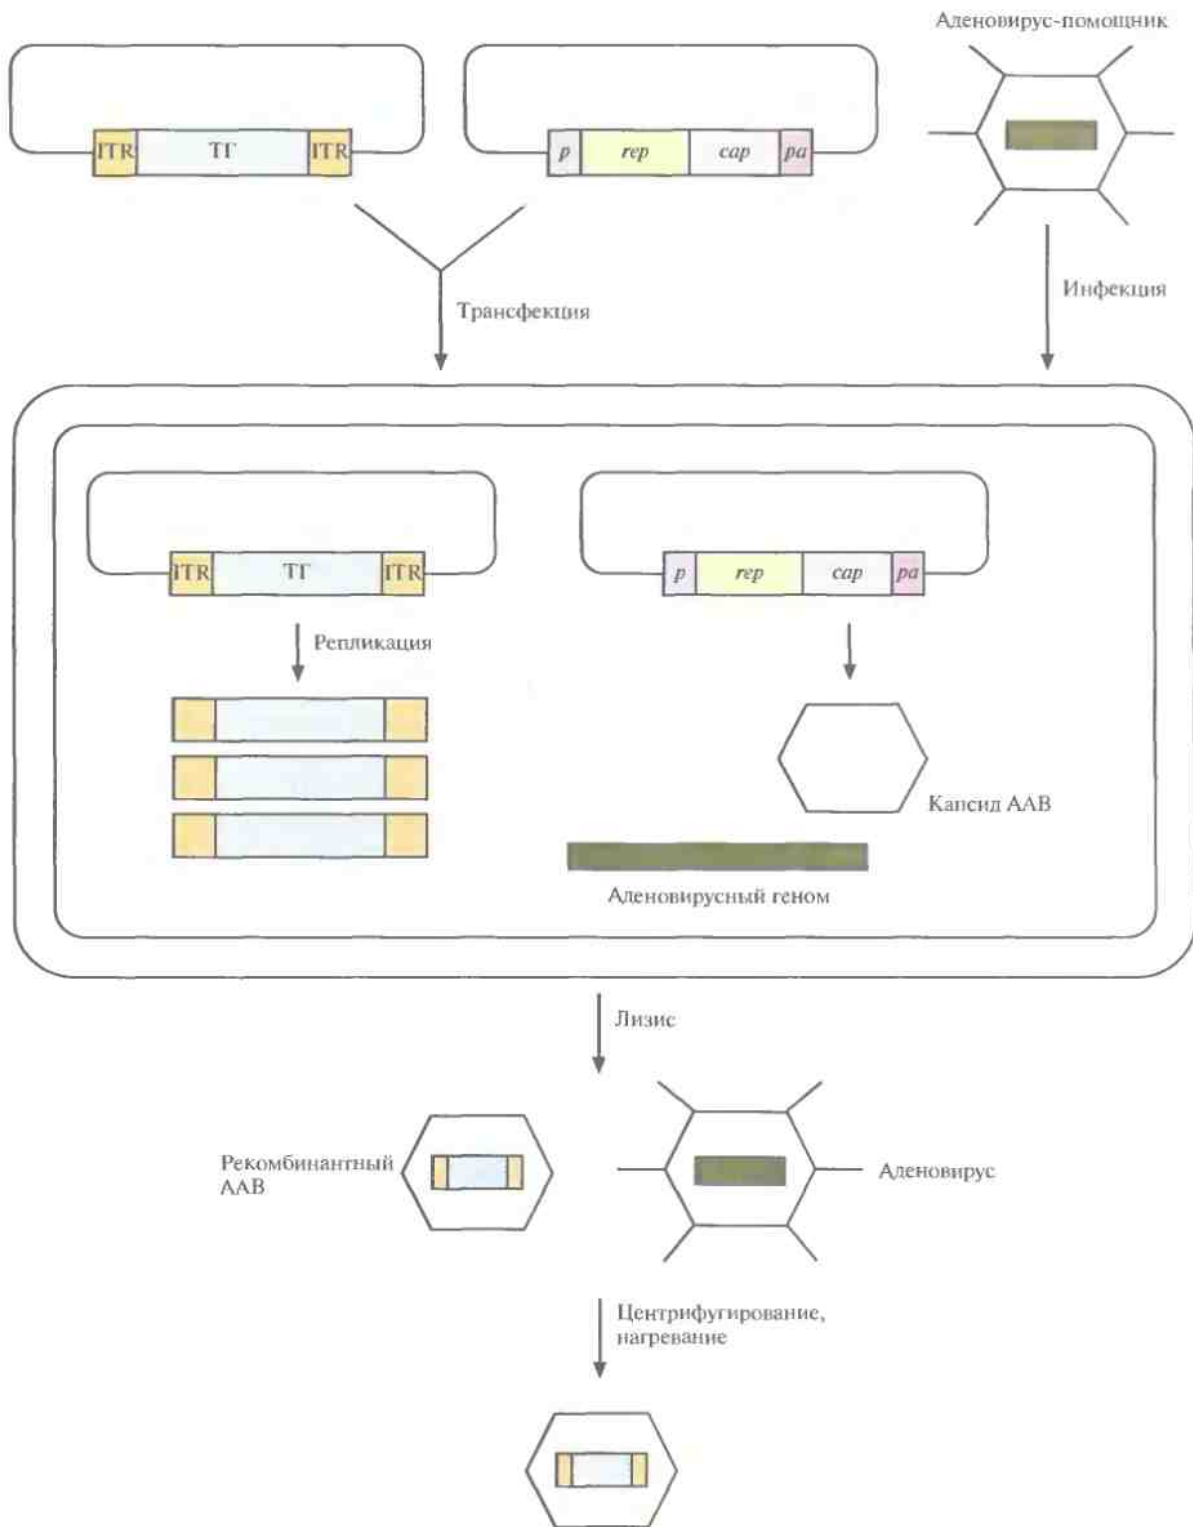 Аденовирус-помощник
ITR ТГ ITR
p rep cap pa
Трансфекция
Инфекция
ITR ТГ ITR
p rep cap pa
Репликация
Капсид ААВ
Аденовирусный геном
Лизис
Рекомбинантный
ААВ
Аденовирус
Центрифугирование,
нагревание